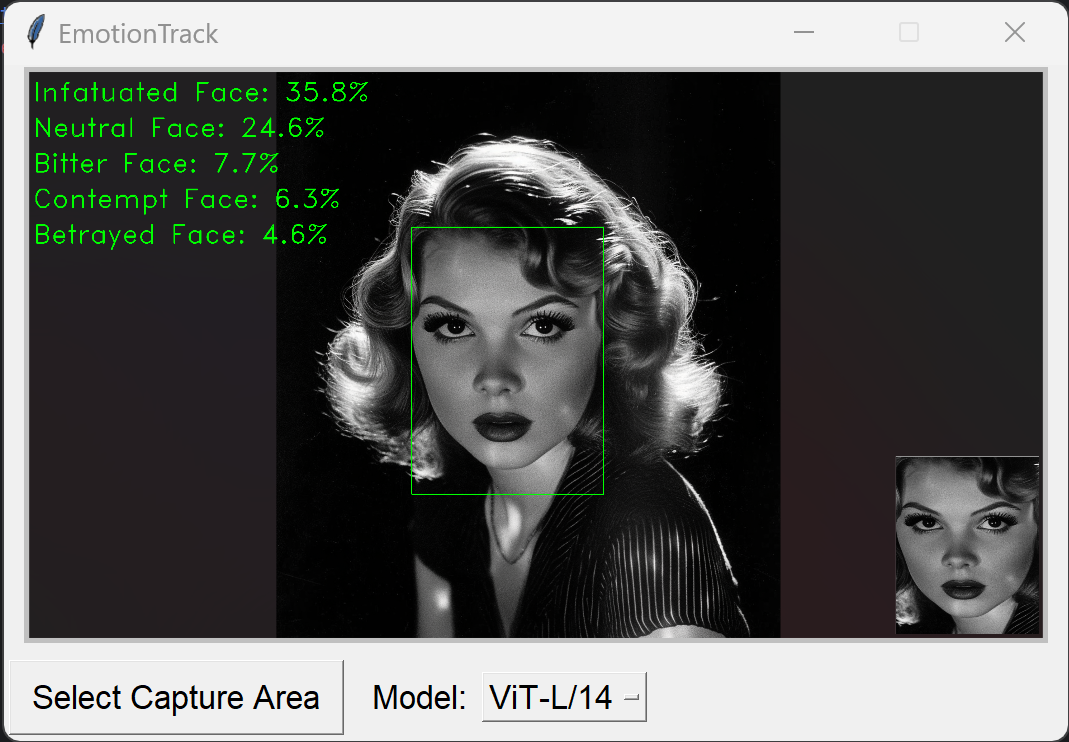 EmotionTrack
Infatuated Face: 35.8%
Neutral Face: 24.6%
Bitter Face: 7.7%
Contempt Face: 6.3%
Betrayed Face: 4.6%
Select Capture Area
Model: ViT-L/14